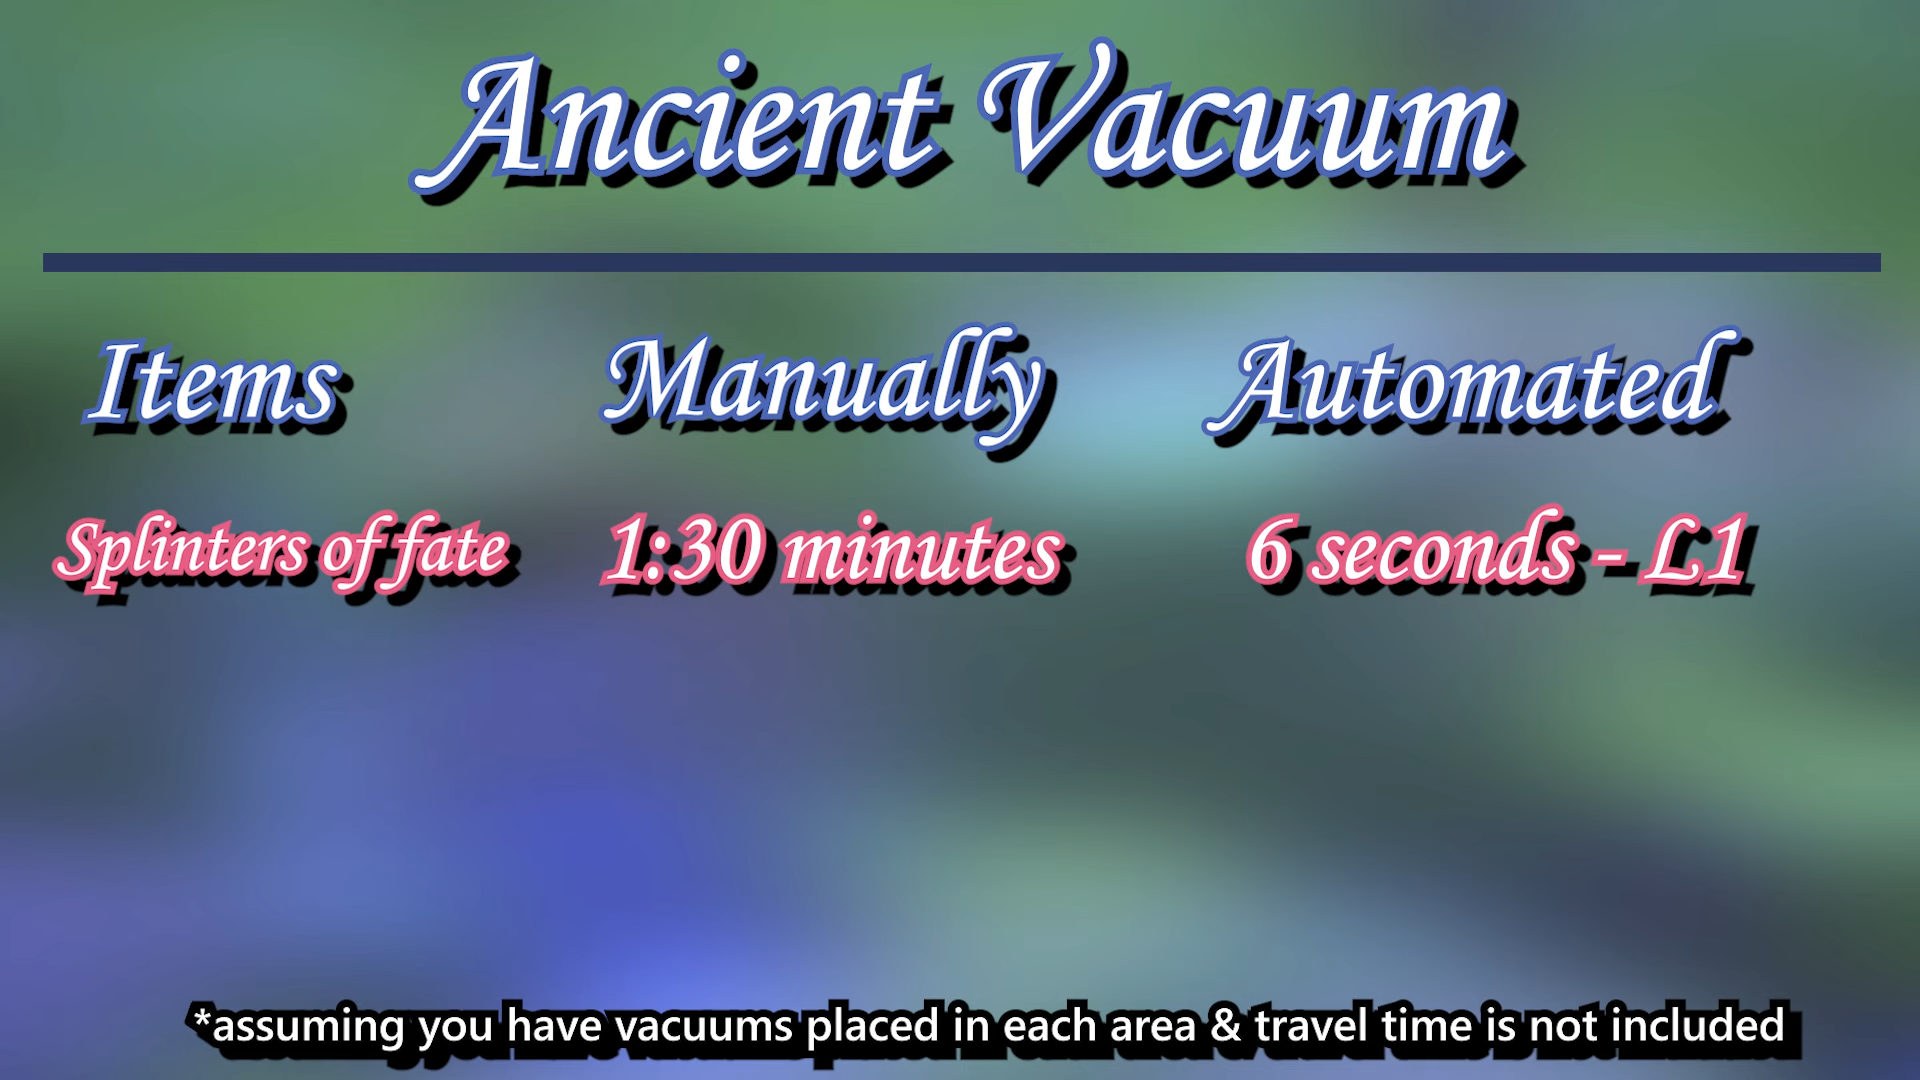 Ancient Vacuum
Items Manually Automated
Splinters of fate 1:30 minutes 6 seconds - L1
*assuming you have vacuums placed in each area & travel time is not included